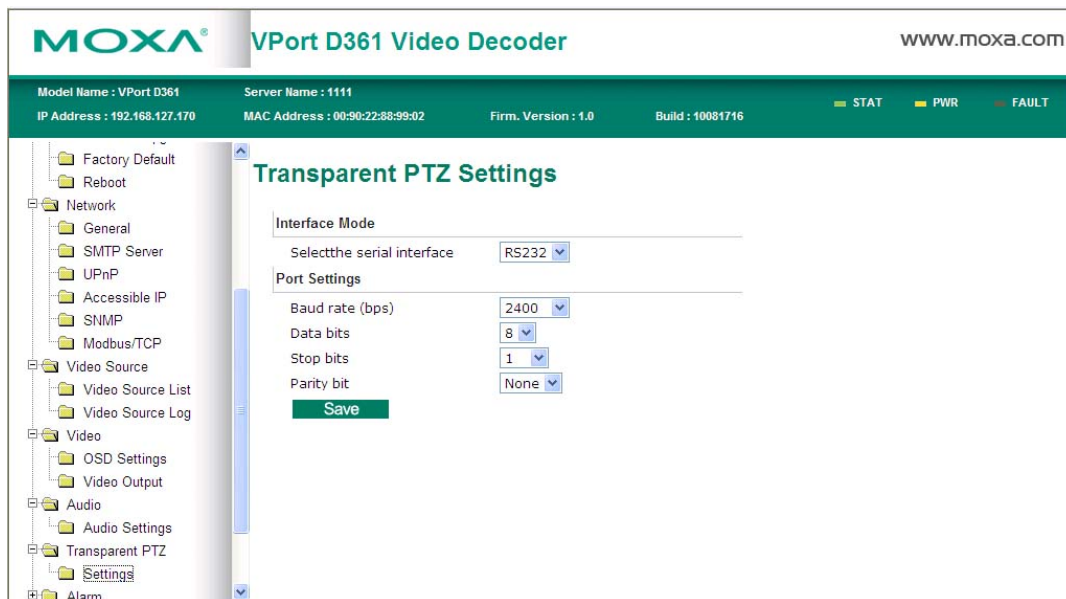 MOXA®
VPort D361 Video Decoder
www.moxa.com
Model Name : VPort D361
Server Name : 1111
STAT
PWR
FAULT
IP Address : 192.168.127.170
MAC Address : 00:90:22:88:99:02
Firm. Version : 1.0
Build : 10081716
Factory Default
Reboot
Network
General
SMTP Server
UPnP
Accessible IP
SNMP
Modbus/TCP
Video Source
Video Source List
Video Source Log
Video
OSD Settings
Video Output
Audio
Audio Settings
Transparent PTZ
Settings
Alarm
Transparent PTZ Settings
Interface Mode
Selectthe serial interface RS232
Port Settings
Baud rate (bps) 2400
Data bits 8
Stop bits 1
Parity bit None
Save